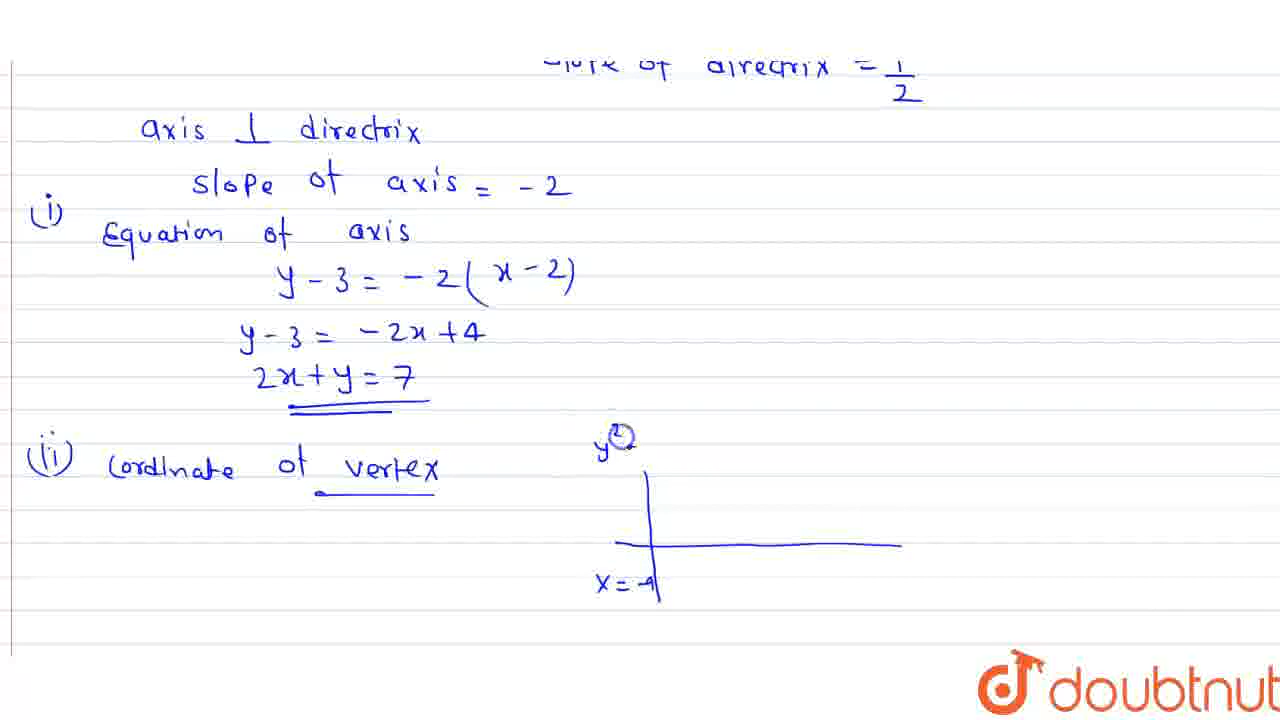 slope of directrix = 1/2
axis ⊥ directrix
slope of axis = -2
(i)
Equation of axis
y - 3 = -2(x - 2)
y - 3 = -2x + 4
2x + y = 7
(ii) Cordinate of vertex
y²
x = -a
doubtnut